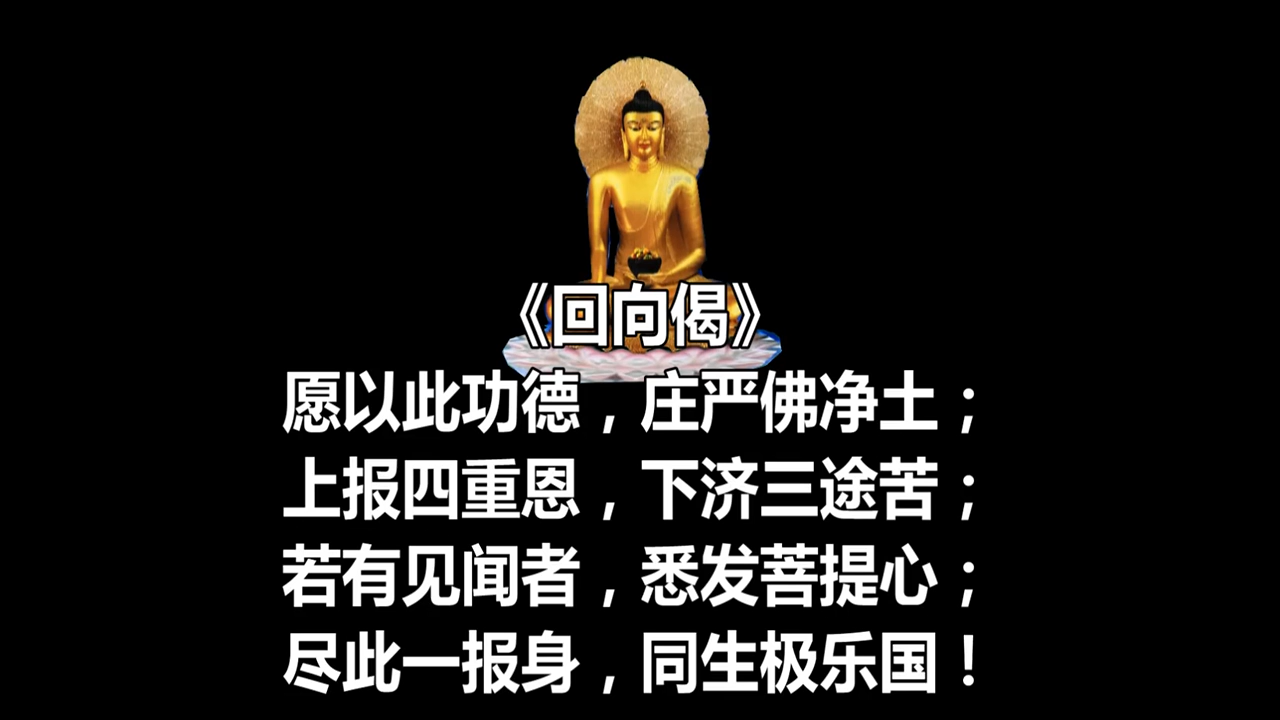 《回向偈》
愿以此功德，庄严佛净土；
上报四重恩，下济三途苦；
若有见闻者，悉发菩提心；
尽此一报身，同生极乐国！